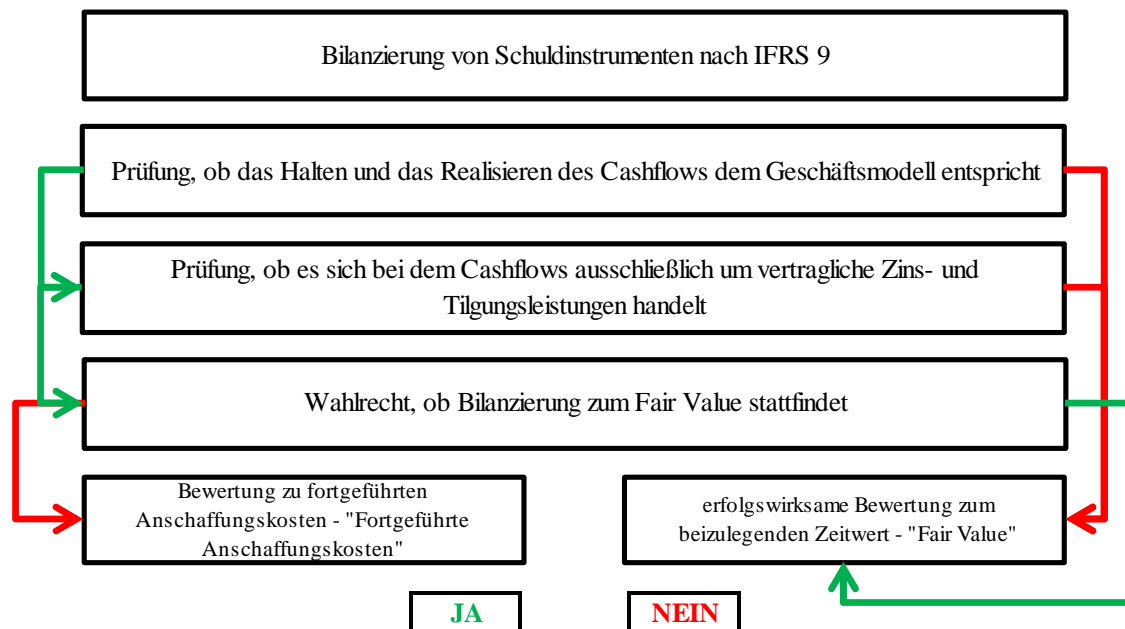 Bilanzierung von Schuldinstrumenten nach IFRS 9
Prüfung, ob das Halten und das Realisieren des Cashflows dem Geschäftsmodell entspricht
Prüfung, ob es sich bei dem Cashflows ausschließlich um vertragliche Zins- und
Tilgungsleistungen handelt
Wahlrecht, ob Bilanzierung zum Fair Value stattfindet
Bewertung zu fortgeführten
Anschaffungskosten - "Fortgeführte
Anschaffungskosten"
erfolgswirksame Bewertung zum
beizulegenden Zeitwert - "Fair Value"
JA
NEIN